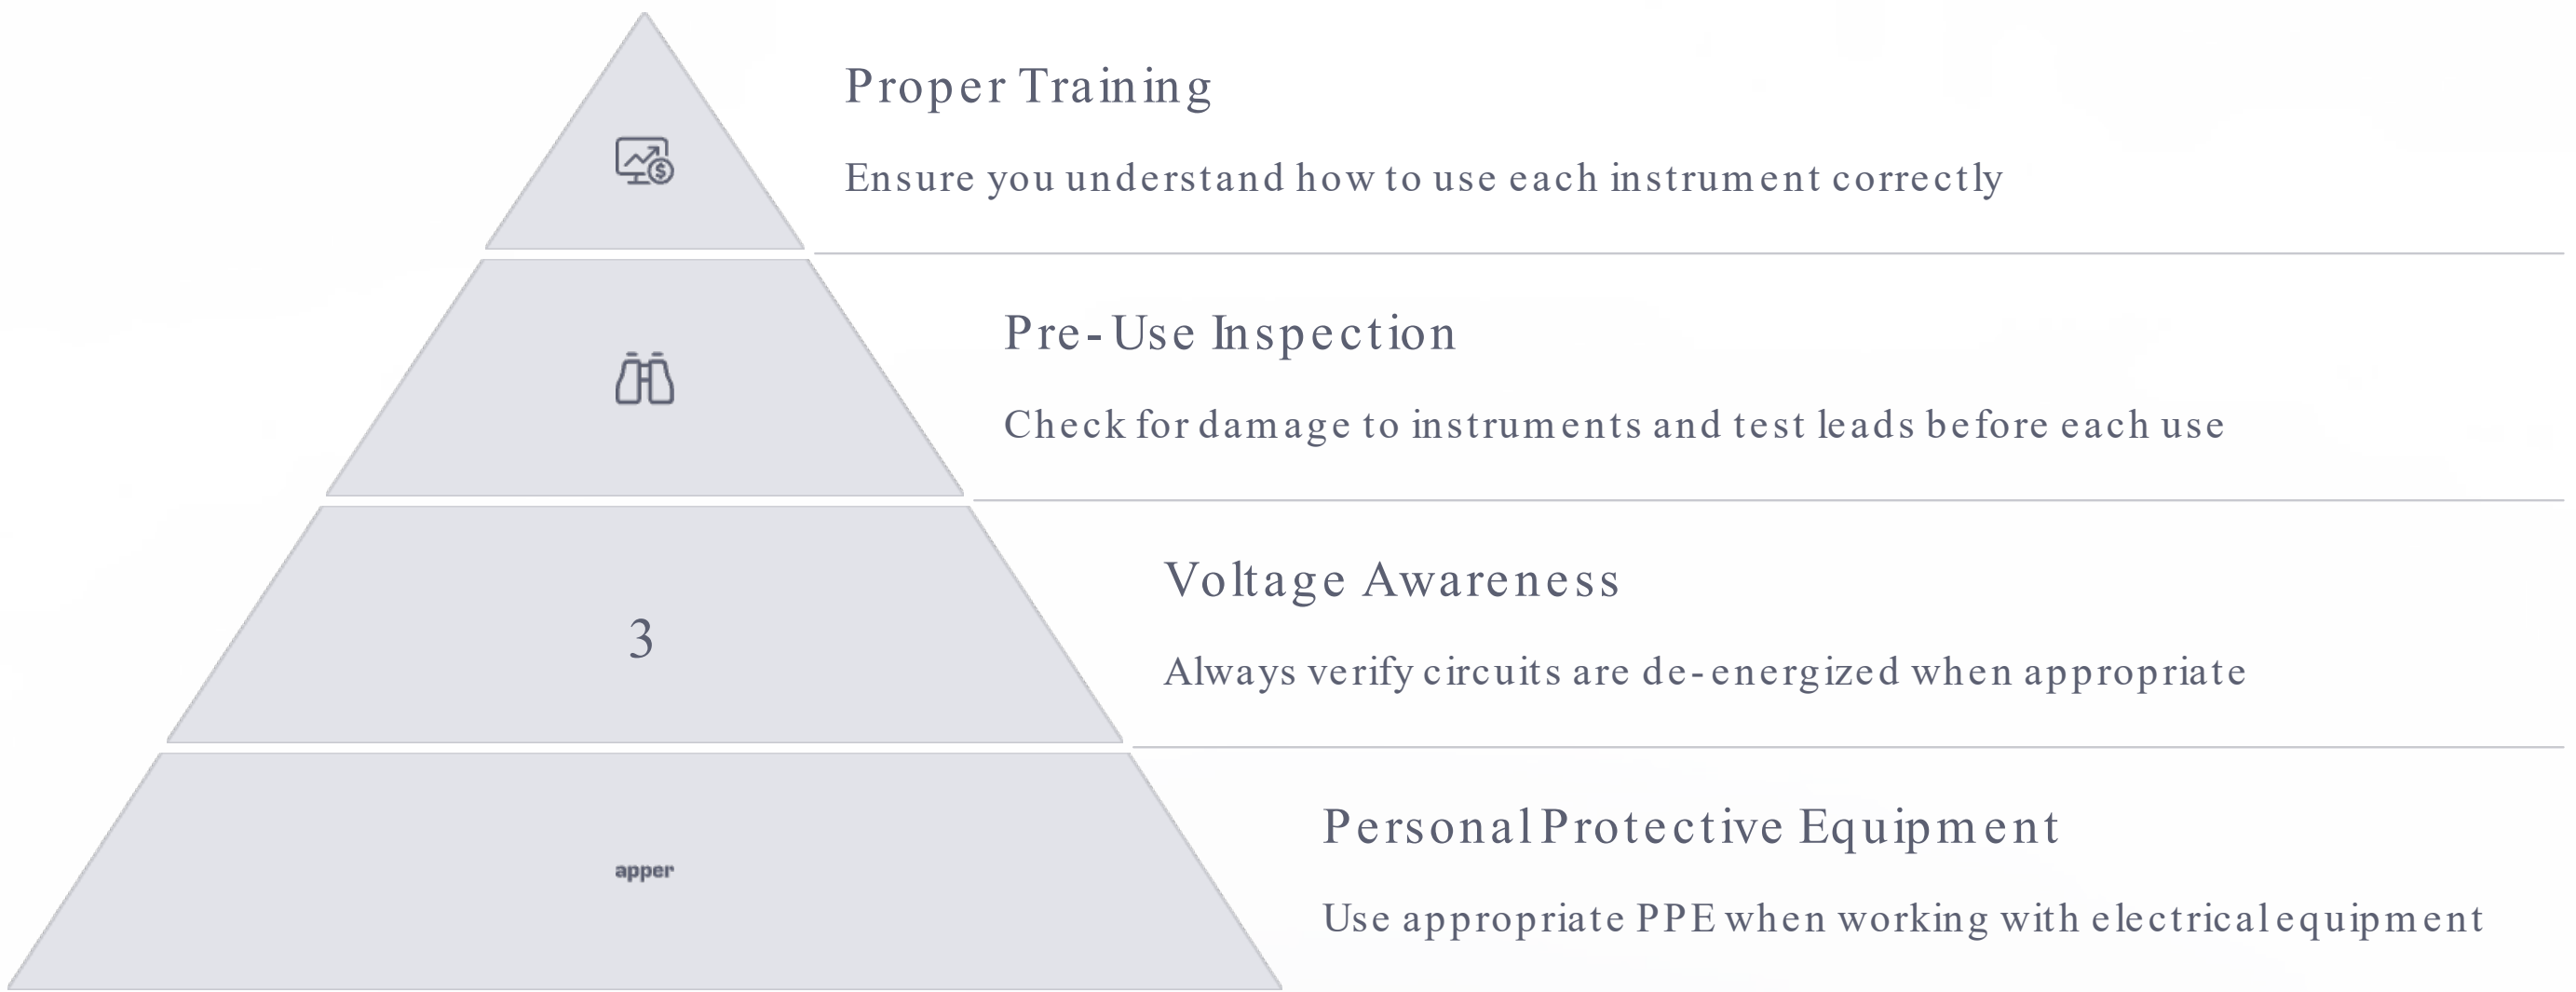 Proper Training
Ensure you understand how to use each instrument correctly
Pre-Use Inspection
Check for damage to instruments and test leads before each use
3
Voltage Awareness
Always verify circuits are de-energized when appropriate
apper
Personal Protective Equipment
Use appropriate PPE when working with electrical equipment